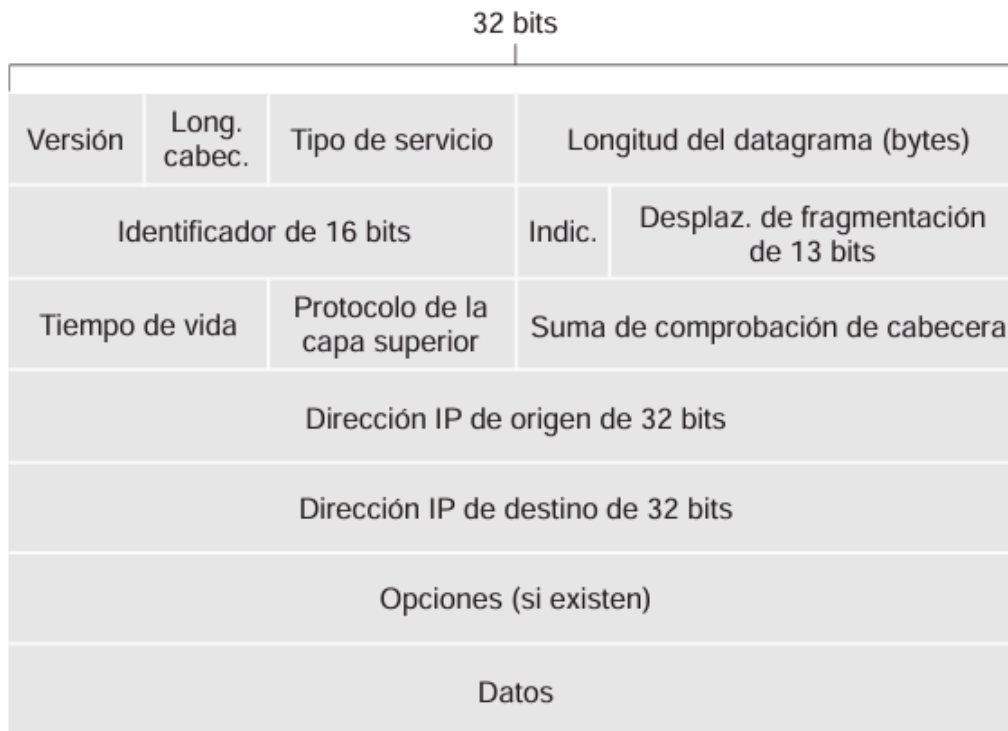 32 bits
Versión
Long.
cabec.
Tipo de servicio
Longitud del datagrama (bytes)
Identificador de 16 bits
Indic.
Desplaz. de fragmentación
de 13 bits
Tiempo de vida
Protocolo de la
capa superior
Suma de comprobación de cabecera
Dirección IP de origen de 32 bits
Dirección IP de destino de 32 bits
Opciones (si existen)
Datos